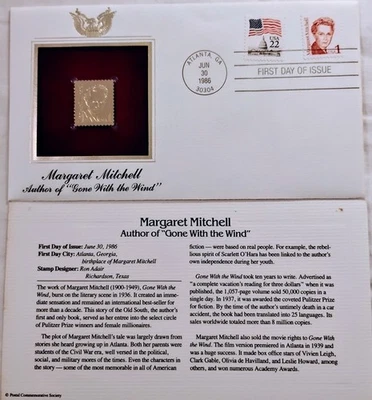 ATLANTA, GA
JUN
30
1986
30304
USA
22
Margaret Mitchell
1
FIRST DAY OF ISSUE
Margaret Mitchell
Author of "Gone With the Wind"
Margaret Mitchell
Author of "Gone With the Wind"
First Day of Issue: June 30, 1986
First Day City: Atlanta, Georgia,
birthplace of Margaret Mitchell
Stamp Designer: Ron Adair
Richardson, Texas
The work of Margaret Mitchell (1900-1949), Gone With the
Wind, burst on the literary scene in 1936. It created an imme-
diate sensation and remained an international best-seller for
more than a decade. This story of the Old South, the author's
first and only book, served as her entree into the select circle
of Pulitzer Prize winners and female millionaires.
The plot of Margaret Mitchell's tale was largely drawn from
stories she heard growing up in Atlanta. Both her parents were
students of the Civil War era, well versed in the political,
social, and military mores of the times. Even the characters in
the story — some of the most memorable in all of American
fiction — were based on real people. For example, the rebel-
lious spirit of Scarlett O'Hara has been linked to the author's
own independence during her youth.
Gone With the Wind took ten years to write. Advertised as
"a complete vacation's reading for three dollars" when it was
published, the 1,057-page volume sold 50,000 copies in a
single day. In 1937, it was awarded the coveted Pulitzer Prize
for fiction. By the time of the author's untimely death in a car
accident, the book had been translated into 25 languages. Its
sales worldwide totaled more than 8 million copies.
Margaret Mitchell also sold the movie rights to Gone With
the Wind. The film version premiered in Atlanta in 1939 and
was a huge success. It made box office stars of Vivien Leigh,
Clark Gable, Olivia de Havilland, and Leslie Howard, among
others, and won numerous Academy Awards.
© Postal Commemorative Society